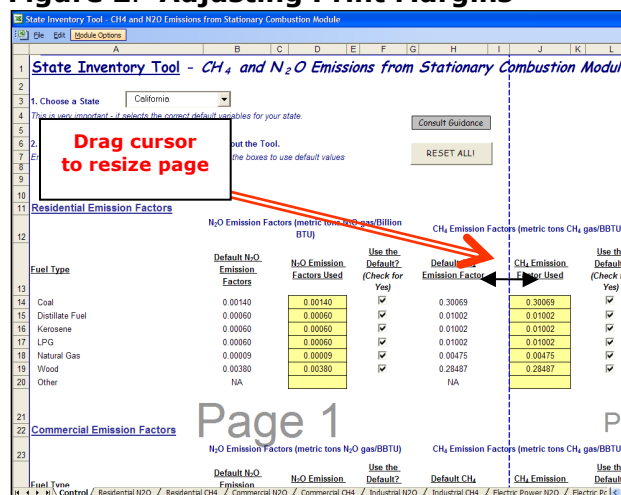 Figure 2. Adjusting Print Margins
State Inventory Tool - CH4 and N2O Emissions from Stationary Combustion Module
File Edit Module Options
A B C D E F G H I J K L
1 State Inventory Tool - CH4 and N2O Emissions from Stationary Combustion Modul
2
3 1. Choose a State California
4 This is very important - it selects the correct default variables for your state.
Consult Guidance
5
6 2. out the Tool.
7 the boxes to use default values
RESET ALL!
8
9
Drag cursor
to resize page
10
11 Residential Emission Factors
12 N2O Emission Factors (metric tons N2O gas/Billion BTU) CH4 Emission Factors (metric tons CH4 gas/BBTU
13 Fuel Type Default N2O Emission Factors N2O Emission Factors Used Use the Default? (Check for Yes) Default Emission Factor CH4 Emission Factor Used Use th Default (Check Yes)
14 Coal 0.00140 0.00140 0.30069 0.30069
15 Distillate Fuel 0.00060 0.00060 0.01002 0.01002
16 Kerosene 0.00060 0.00060 0.01002 0.01002
17 LPG 0.00060 0.00060 0.01002 0.01002
18 Natural Gas 0.00009 0.00009 0.00475 0.00475
19 Wood 0.00380 0.00380 0.28487 0.28487
20 Other NA NA
21
Page 1 P
22 Commercial Emission Factors
23 N2O Emission Factors (metric tons N2O gas/BBTU) CH4 Emission Factors (metric tons CH4 gas/BBTU
Fuel Type Default N2O Emission N2O Emission Use the Default? Default CH4 CH4 Emission Use th Default
Control / Residential N2O / Residential CH4 / Commercial N2O / Commercial CH4 / Industrial N2O / Industrial CH4 / Electric Power N2O / Electric Po